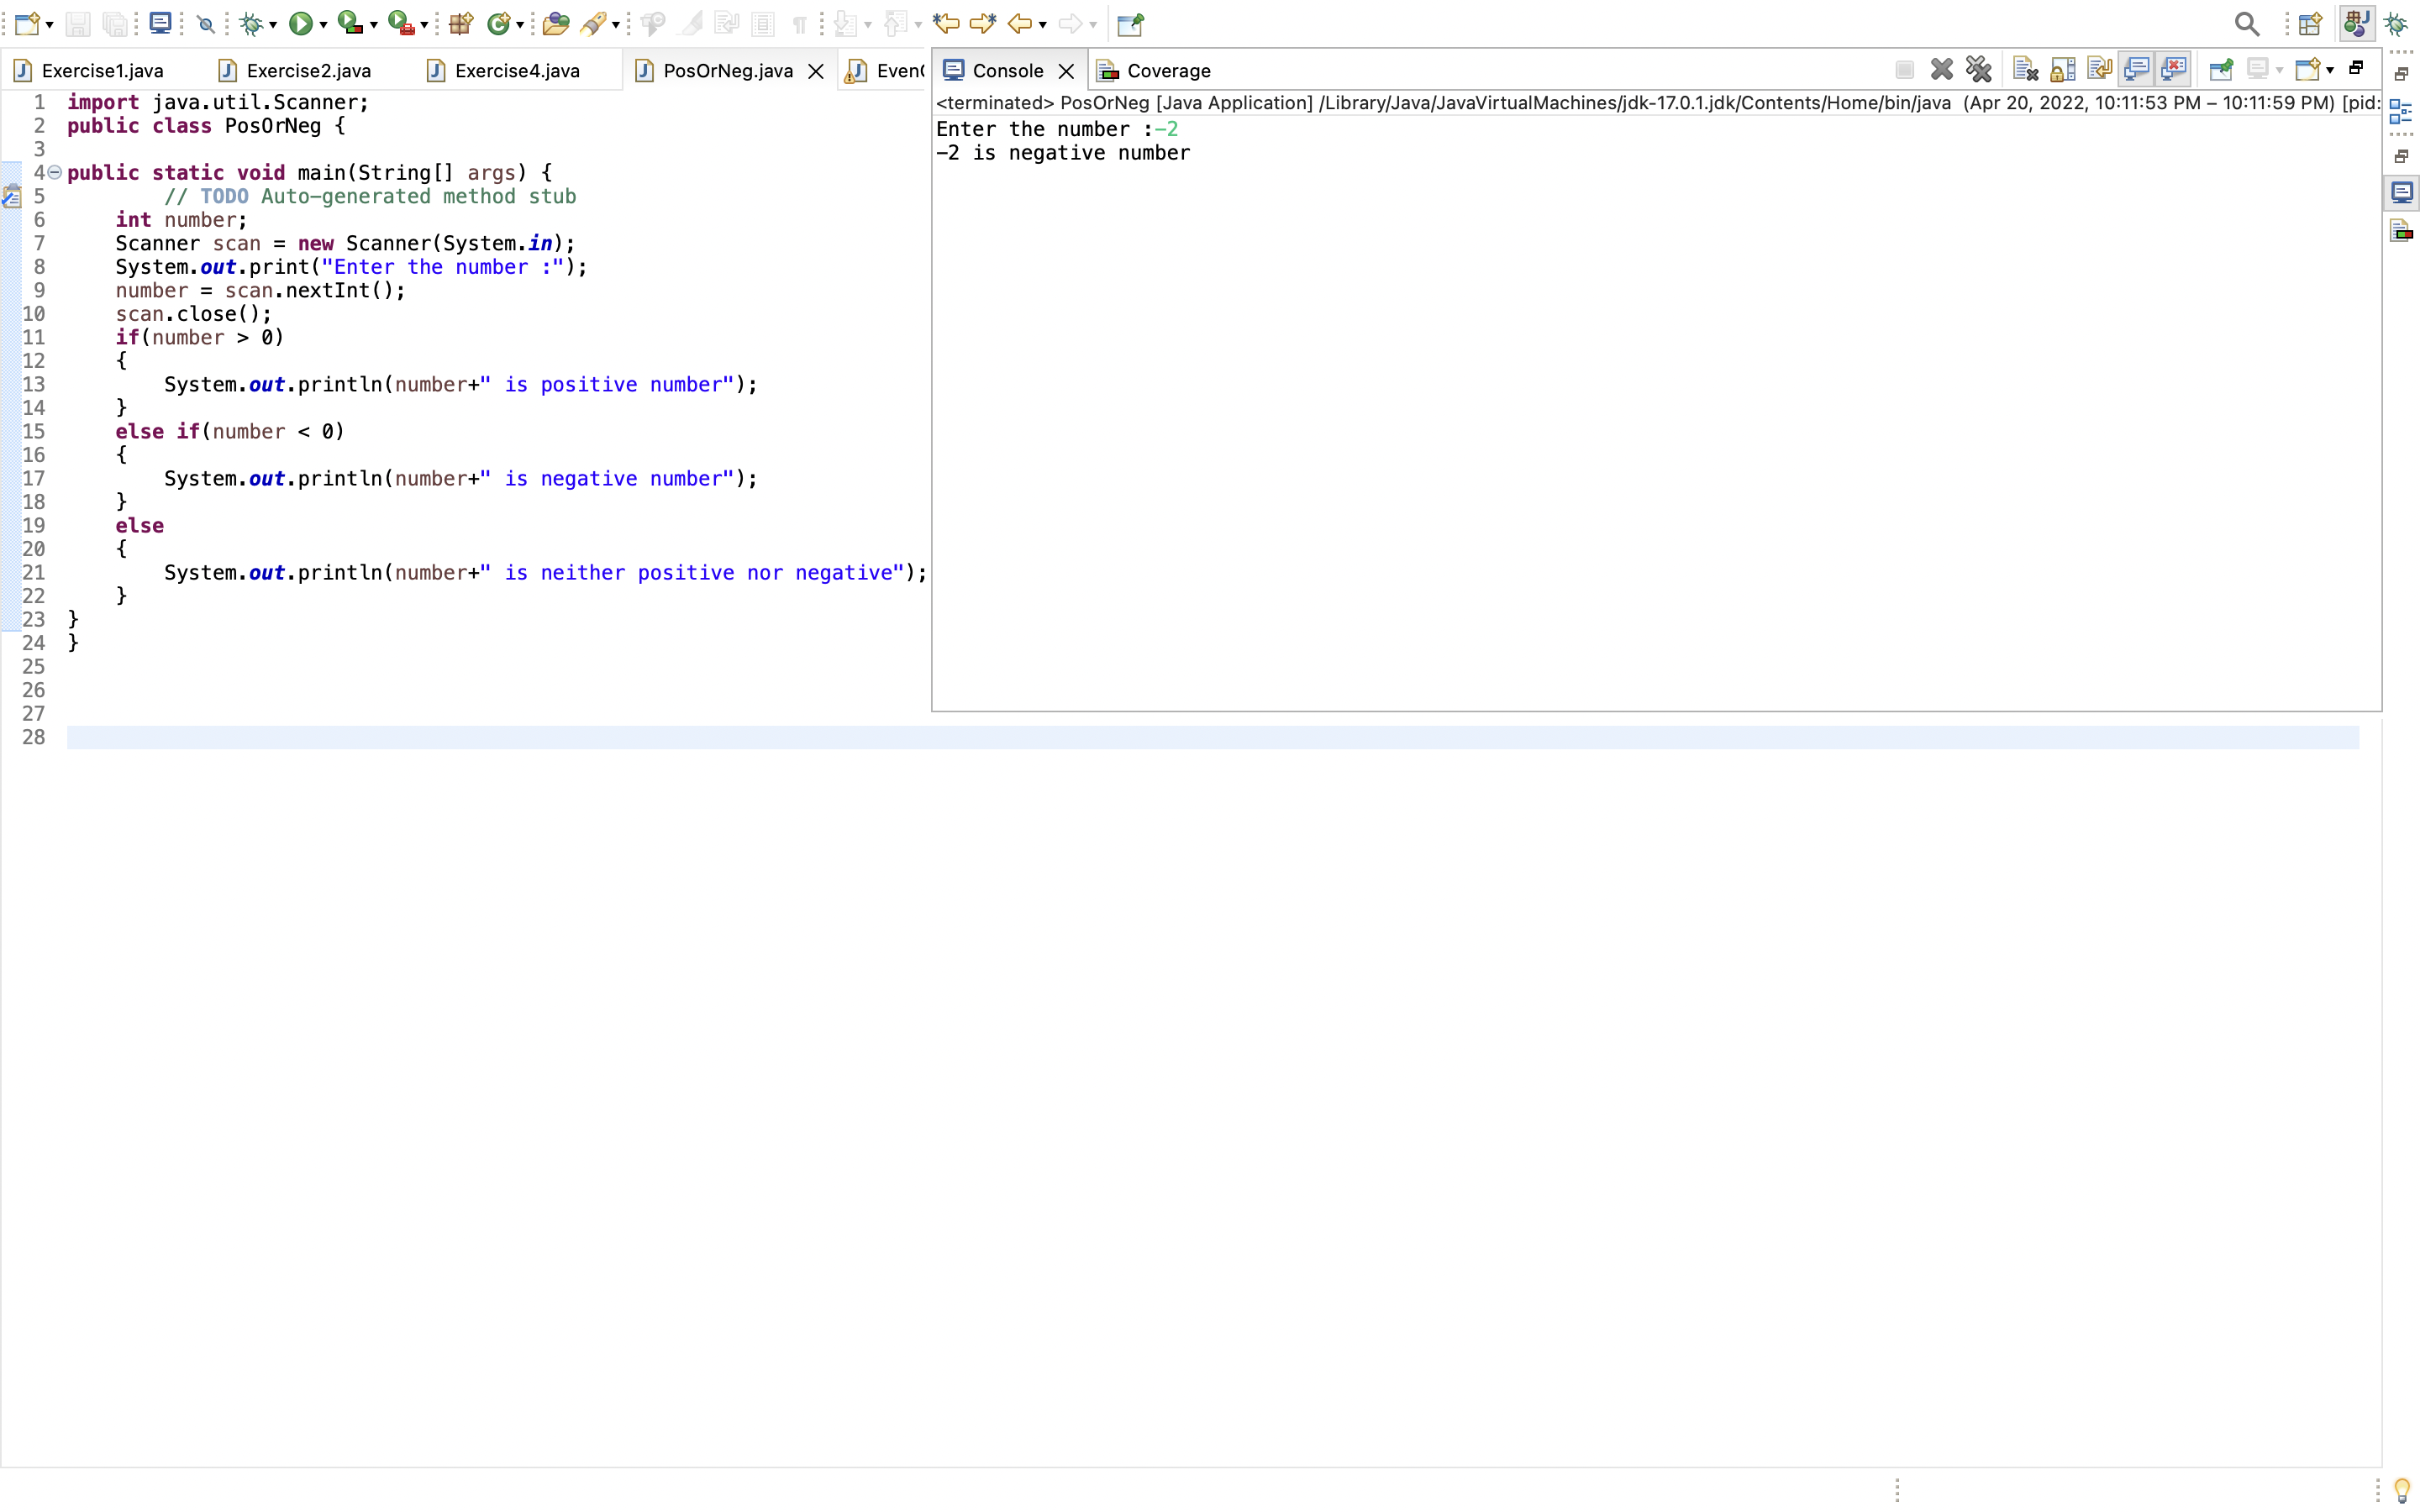 Exercise1.java Exercise2.java Exercise4.java PosOrNeg.java
1 import java.util.Scanner;
2 public class PosOrNeg {
3
4 public static void main(String[] args) {
5 // TODO Auto-generated method stub
6 int number;
7 Scanner scan = new Scanner(System.in);
8 System.out.print("Enter the number :");
9 number = scan.nextInt();
10 scan.close();
11 if(number > 0)
12 {
13 System.out.println(number+" is positive number");
14 }
15 else if(number < 0)
16 {
17 System.out.println(number+" is negative number");
18 }
19 else
20 {
21 System.out.println(number+" is neither positive nor negative");
22 }
23 }
24 }
25
26
27
28
Console Coverage
<terminated> PosOrNeg [Java Application] /Library/Java/JavaVirtualMachines/jdk-17.0.1.jdk/Contents/Home/bin/java (Apr 20, 2022, 10:11:53 PM – 10:11:59 PM) [pid:
Enter the number :-2
-2 is negative number